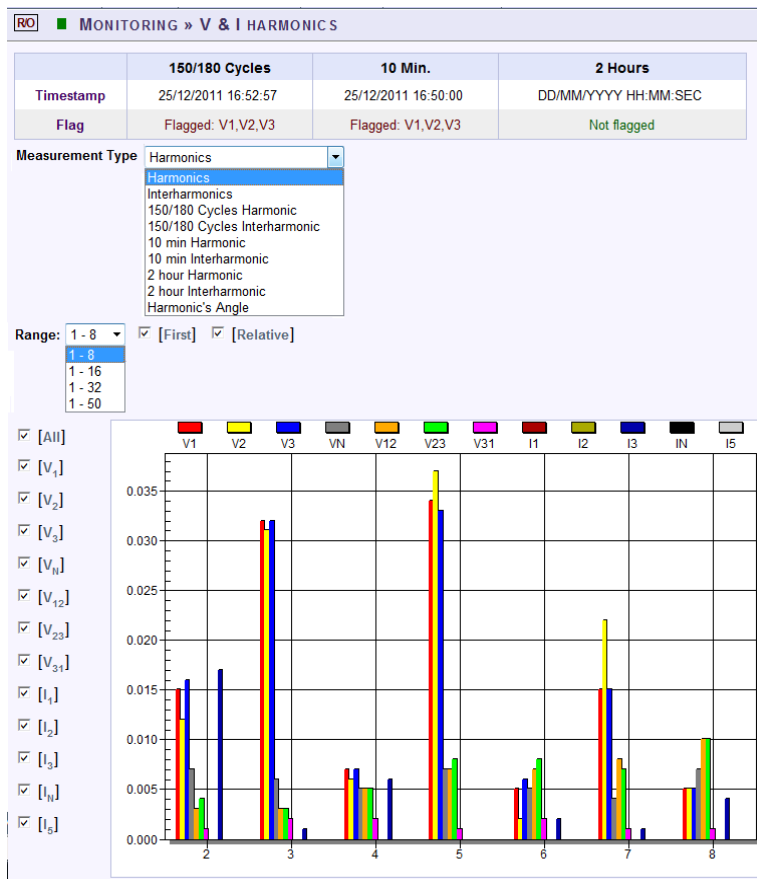 R/O MONITORING » V & I HARMONICS
150/180 Cycles 10 Min. 2 Hours
Timestamp 25/12/2011 16:52:57 25/12/2011 16:50:00 DD/MM/YYYY HH:MM:SEC
Flag Flagged: V1,V2,V3 Flagged: V1,V2,V3 Not flagged
Measurement Type Harmonics
Harmonics
Interharmonics
150/180 Cycles Harmonic
150/180 Cycles Interharmonic
10 min Harmonic
10 min Interharmonic
2 hour Harmonic
2 hour Interharmonic
Harmonic's Angle
Range: 1 - 8 [First] [Relative]
1 - 8
1 - 16
1 - 32
1 - 50
[All]
[V1]
[V2]
[V3]
[VN]
[V12]
[V23]
[V31]
[I1]
[I2]
[I3]
[IN]
[I5]
V1 V2 V3 VN V12 V23 V31 I1 I2 I3 IN I5
0.035
0.030
0.025
0.020
0.015
0.010
0.005
0.000
2 3 4 5 6 7 8